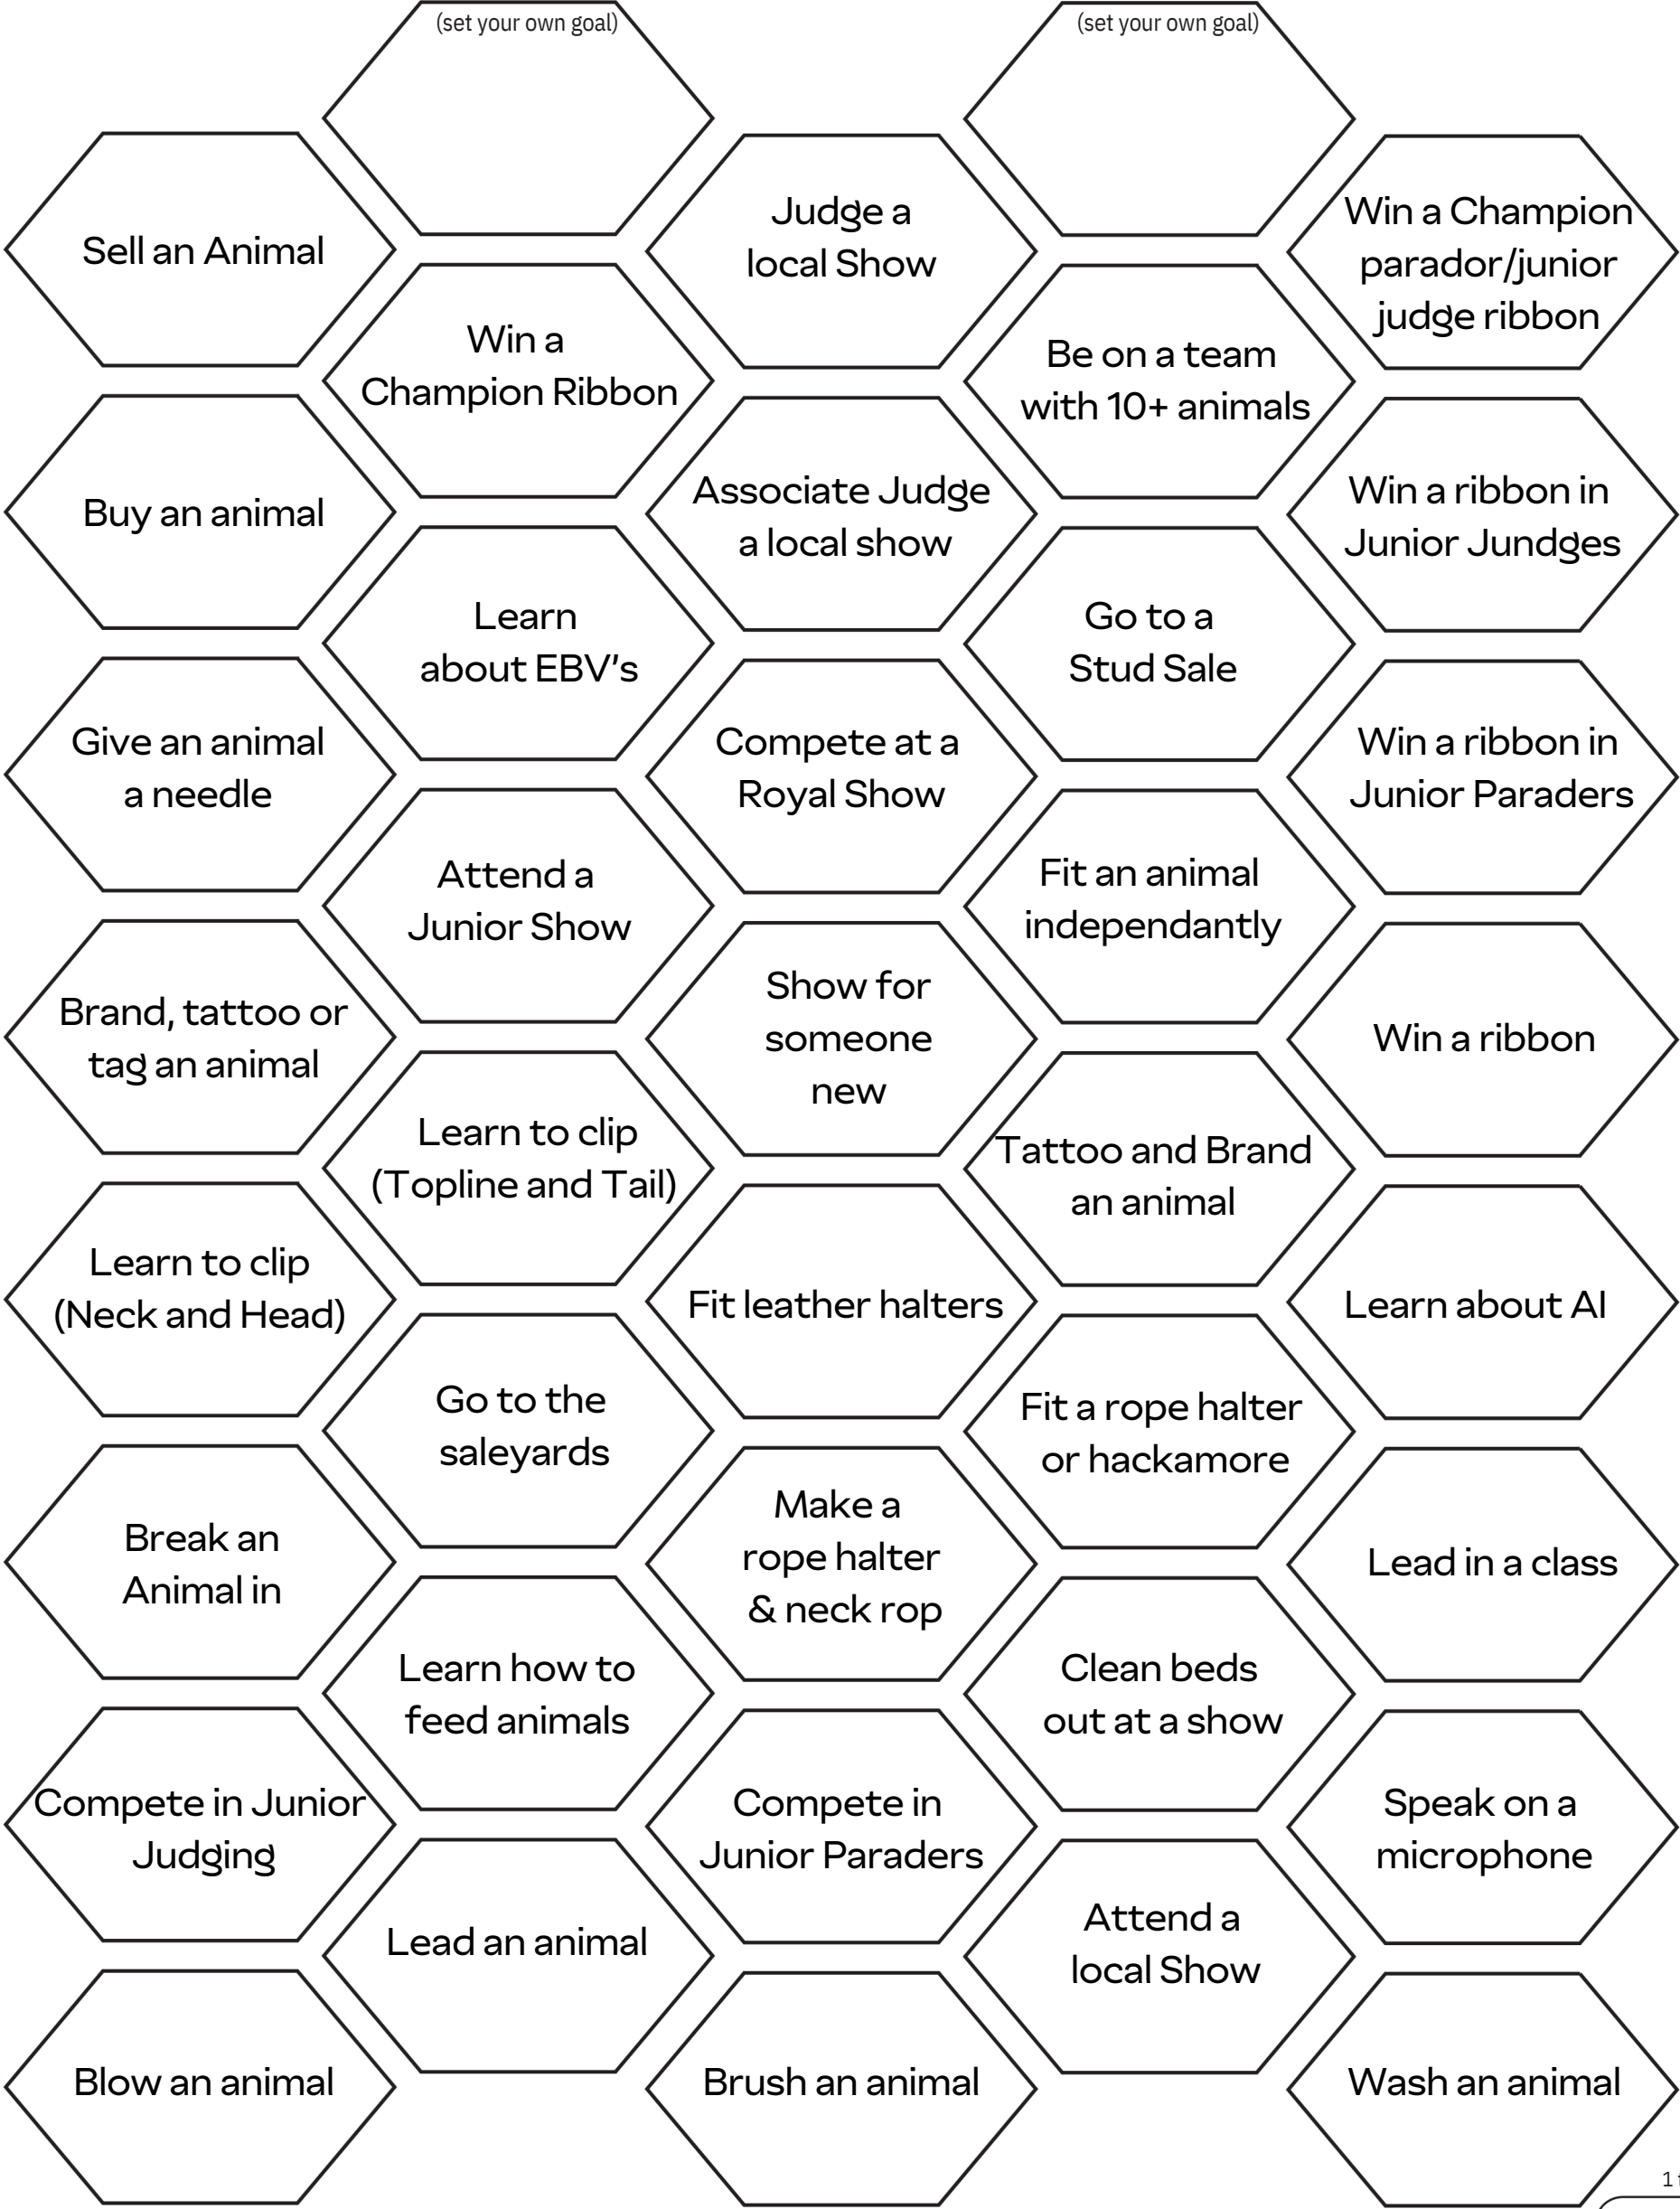 (set your own goal)
(set your own goal)
Sell an Animal
Judge a
local Show
Win a Champion
parador/junior
judge ribbon
Win a
Champion Ribbon
Be on a team
with 10+ animals
Buy an animal
Associate Judge
a local show
Win a ribbon in
Junior Jundges
Learn
about EBV's
Go to a
Stud Sale
Give an animal
a needle
Compete at a
Royal Show
Win a ribbon in
Junior Paraders
Attend a
Junior Show
Fit an animal
independantly
Brand, tattoo or
tag an animal
Show for
someone
new
Win a ribbon
Learn to clip
(Topline and Tail)
Tattoo and Brand
an animal
Learn to clip
(Neck and Head)
Fit leather halters
Learn about AI
Go to the
saleyards
Fit a rope halter
or hackamore
Break an
Animal in
Make a
rope halter
& neck rop
Lead in a class
Learn how to
feed animals
Clean beds
out at a show
Compete in Junior
Judging
Compete in
Junior Paraders
Speak on a
microphone
Lead an animal
Attend a
local Show
Blow an animal
Brush an animal
Wash an animal
1